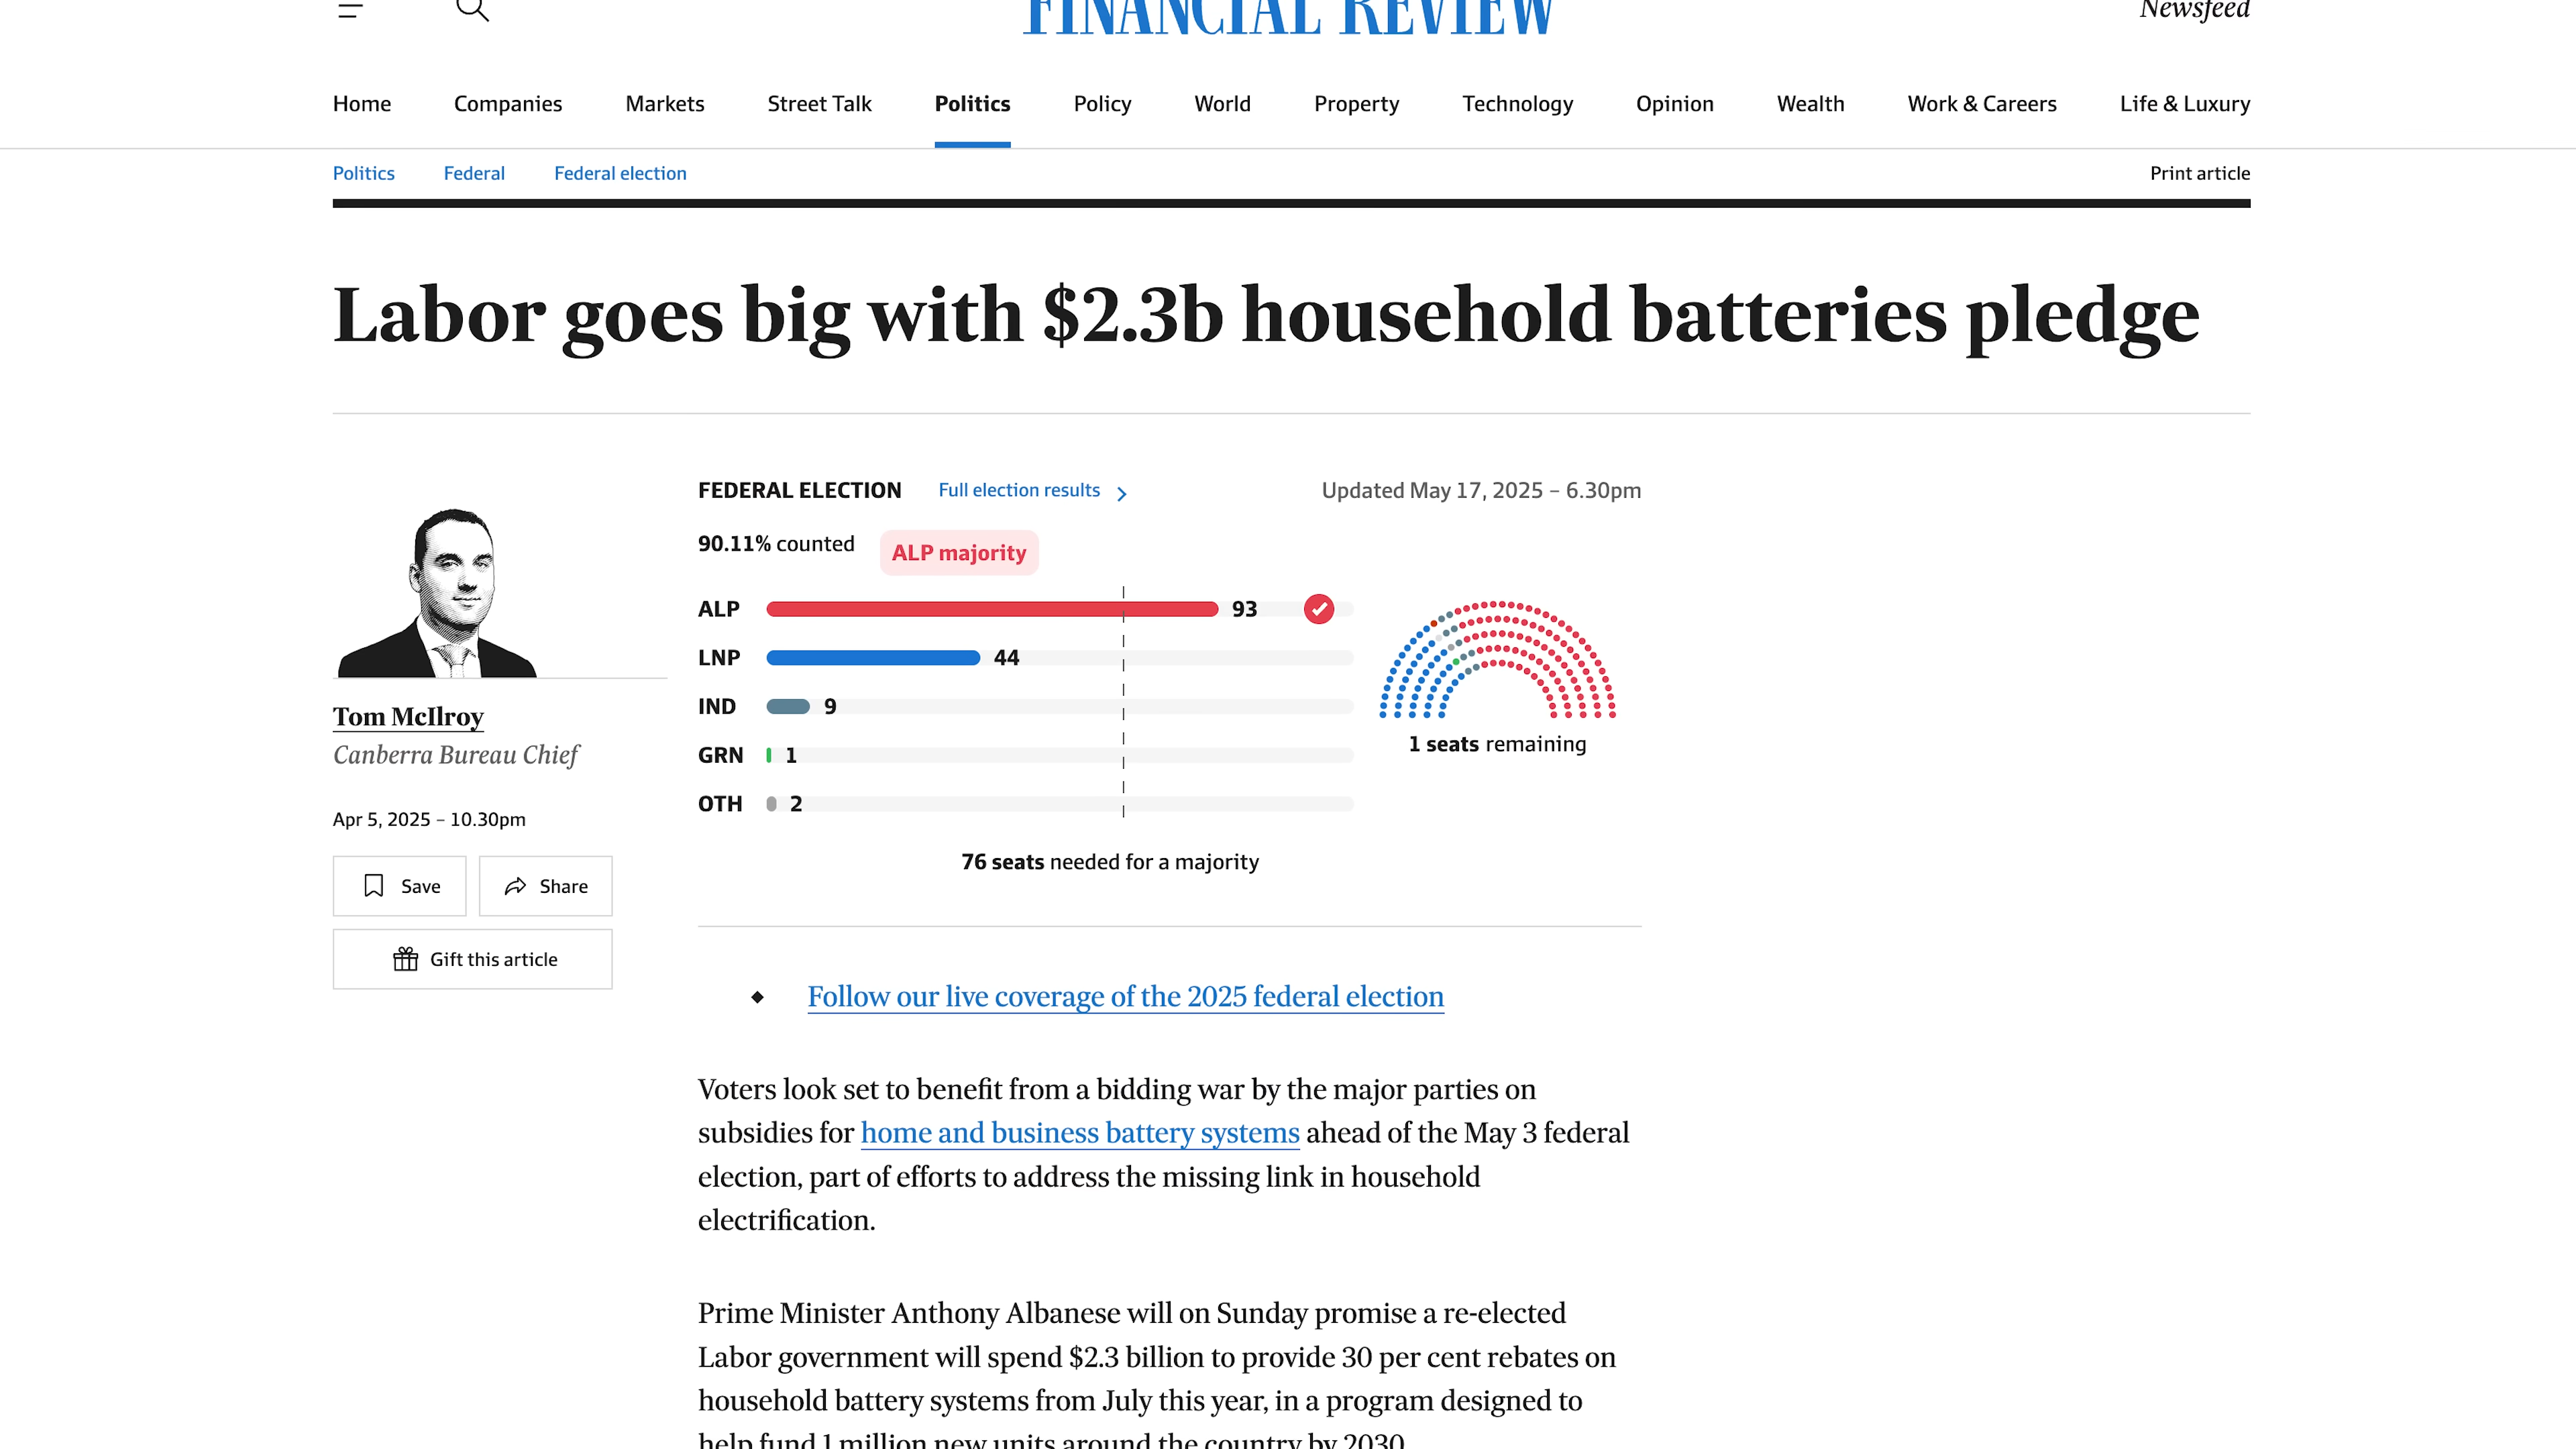 FINANCIAL REVIEW
Newsfeed
Home Companies Markets Street Talk Politics Policy World Property Technology Opinion Wealth Work & Careers Life & Luxury
Politics Federal Federal election Print article
Labor goes big with $2.3b household batteries pledge
FEDERAL ELECTION Full election results Updated May 17, 2025 – 6.30pm
90.11% counted ALP majority
ALP 93
LNP 44
IND 9
GRN 1
OTH 2
1 seats remaining
76 seats needed for a majority
Tom McIlroy
Canberra Bureau Chief
Apr 5, 2025 – 10.30pm
Save Share
Gift this article
Follow our live coverage of the 2025 federal election
Voters look set to benefit from a bidding war by the major parties on
subsidies for home and business battery systems ahead of the May 3 federal
election, part of efforts to address the missing link in household
electrification.
Prime Minister Anthony Albanese will on Sunday promise a re-elected
Labor government will spend $2.3 billion to provide 30 per cent rebates on
household battery systems from July this year, in a program designed to
help fund 1 million new units around the country by 2030.